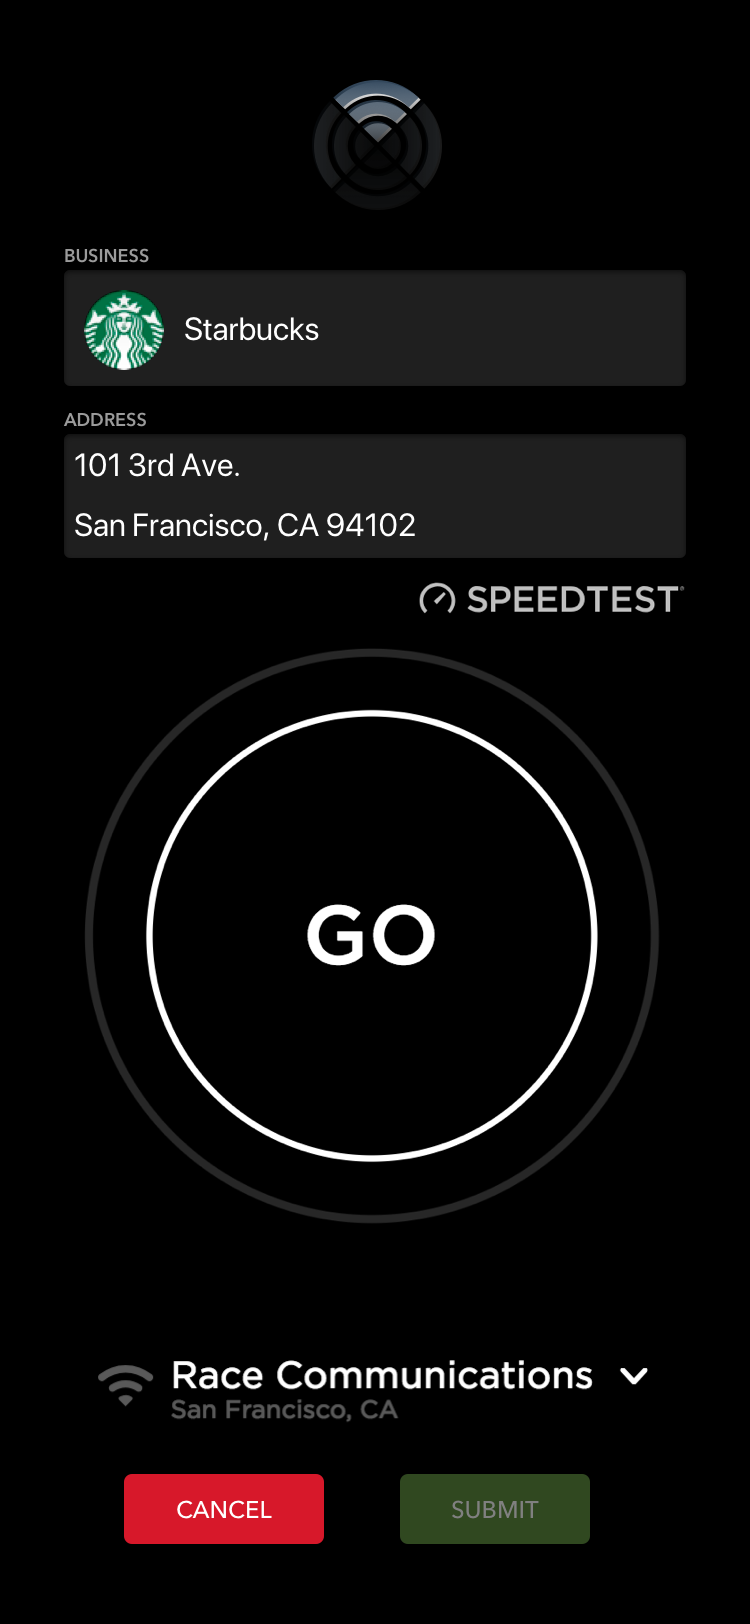 BUSINESS
Starbucks
ADDRESS
101 3rd Ave.
San Francisco, CA 94102
SPEEDTEST
GO
Race Communications
San Francisco, CA
CANCEL
SUBMIT